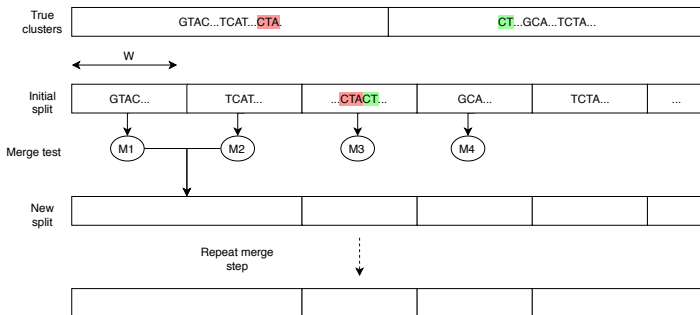 True
clusters
GTAC...TCAT...CTA.
CT...GCA...TCTA...
W
Initial
split
GTAC...
TCAT...
...CTACT...
GCA...
TCTA...
...
Merge test
M1
M2
M3
M4
New
split
Repeat merge
step